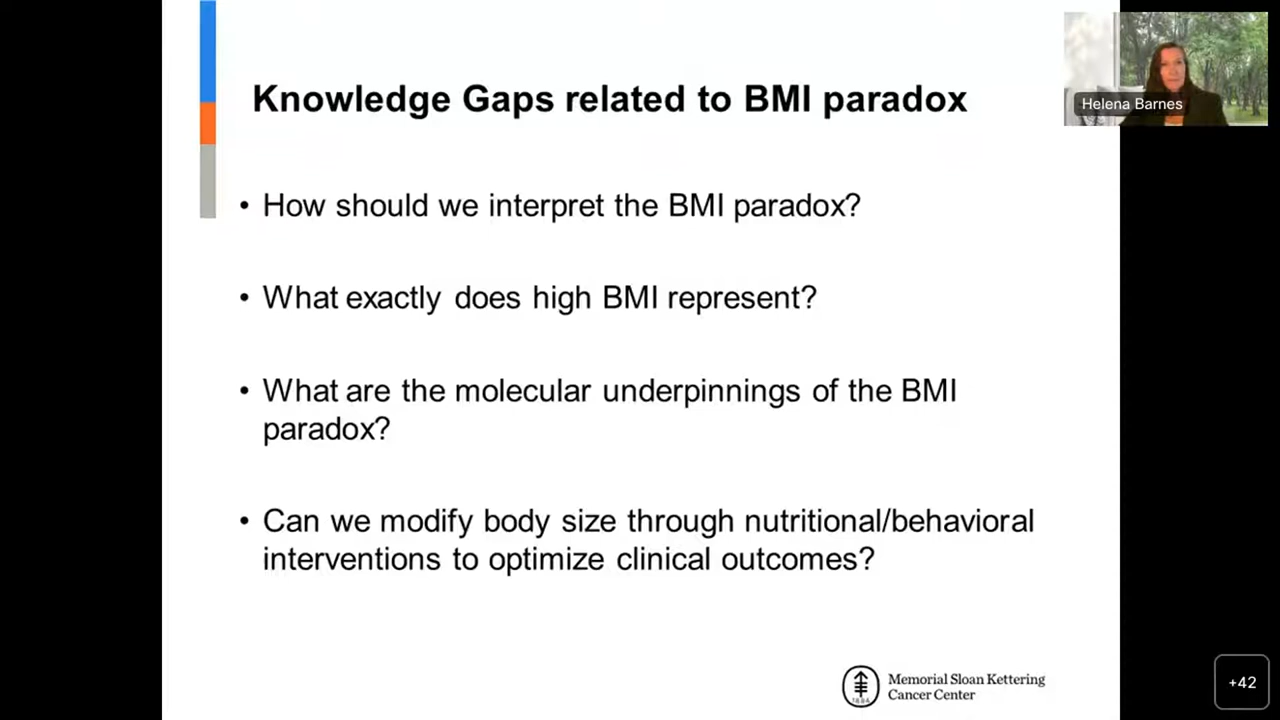 Knowledge Gaps related to BMI paradox
Helena Barnes
• How should we interpret the BMI paradox?
• What exactly does high BMI represent?
• What are the molecular underpinnings of the BMI
paradox?
• Can we modify body size through nutritional/behavioral
interventions to optimize clinical outcomes?
1884
Memorial Sloan Kettering
Cancer Center
+42